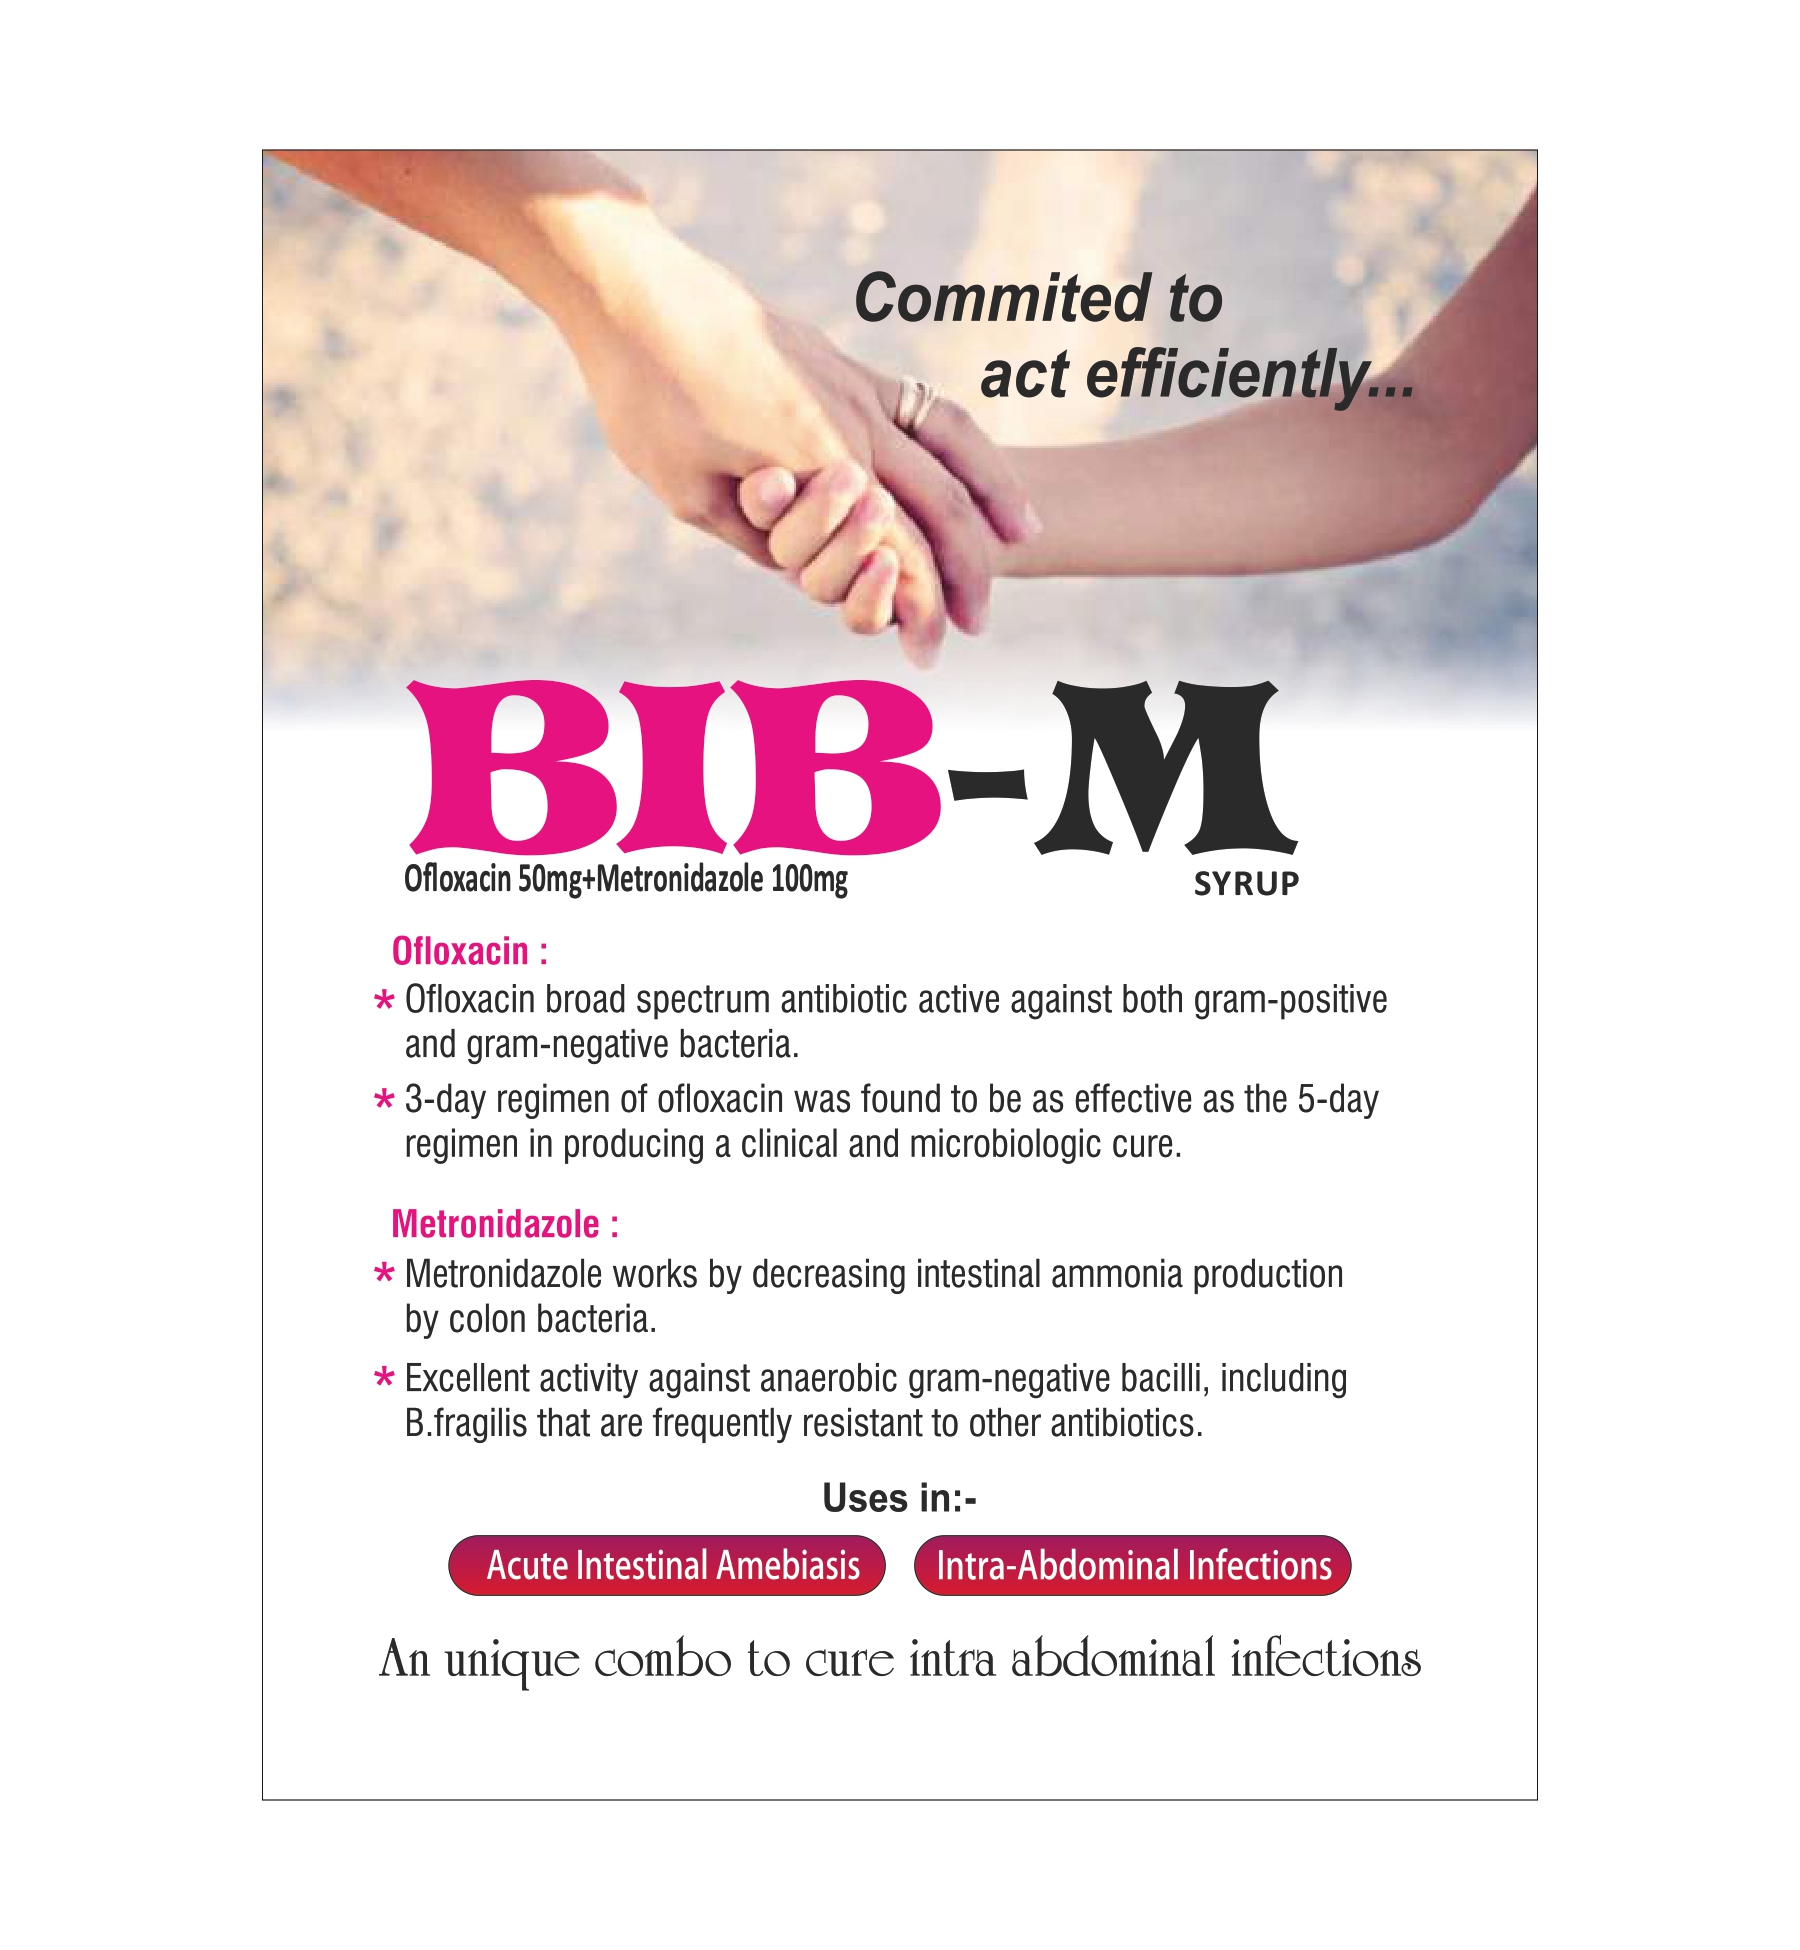 Commited to
act efficiently...
BIB-M
Ofloxacin 50mg+Metronidazole 100mg
SYRUP
Ofloxacin :
* Ofloxacin broad spectrum antibiotic active against both gram-positive
and gram-negative bacteria.
* 3-day regimen of ofloxacin was found to be as effective as the 5-day
regimen in producing a clinical and microbiologic cure.
Metronidazole :
* Metronidazole works by decreasing intestinal ammonia production
by colon bacteria.
* Excellent activity against anaerobic gram-negative bacilli, including
B.fragilis that are frequently resistant to other antibiotics.
Uses in:-
Acute Intestinal Amebiasis
Intra-Abdominal Infections
An unique combo to cure intra abdominal infections